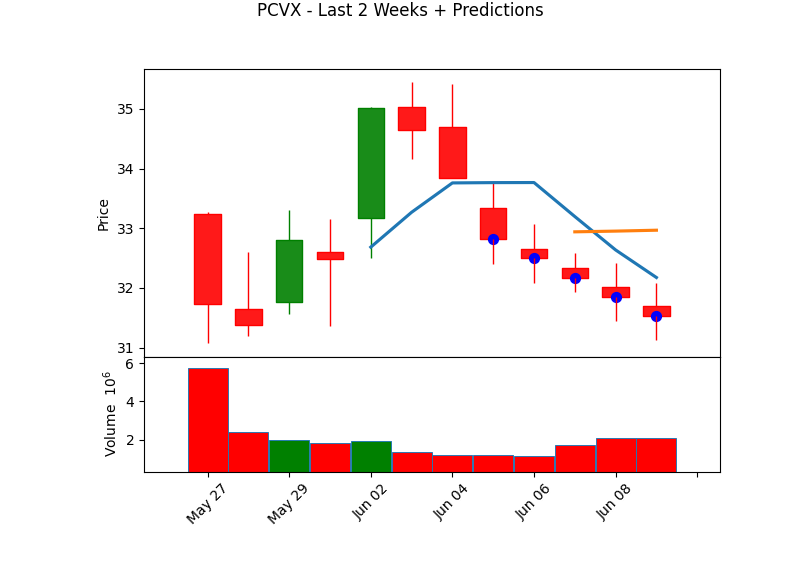 PCVX - Last 2 Weeks + Predictions
35
34
33
32
31
Price
6
4
2
Volume 10^6
May 27
May 29
Jun 02
Jun 04
Jun 06
Jun 08